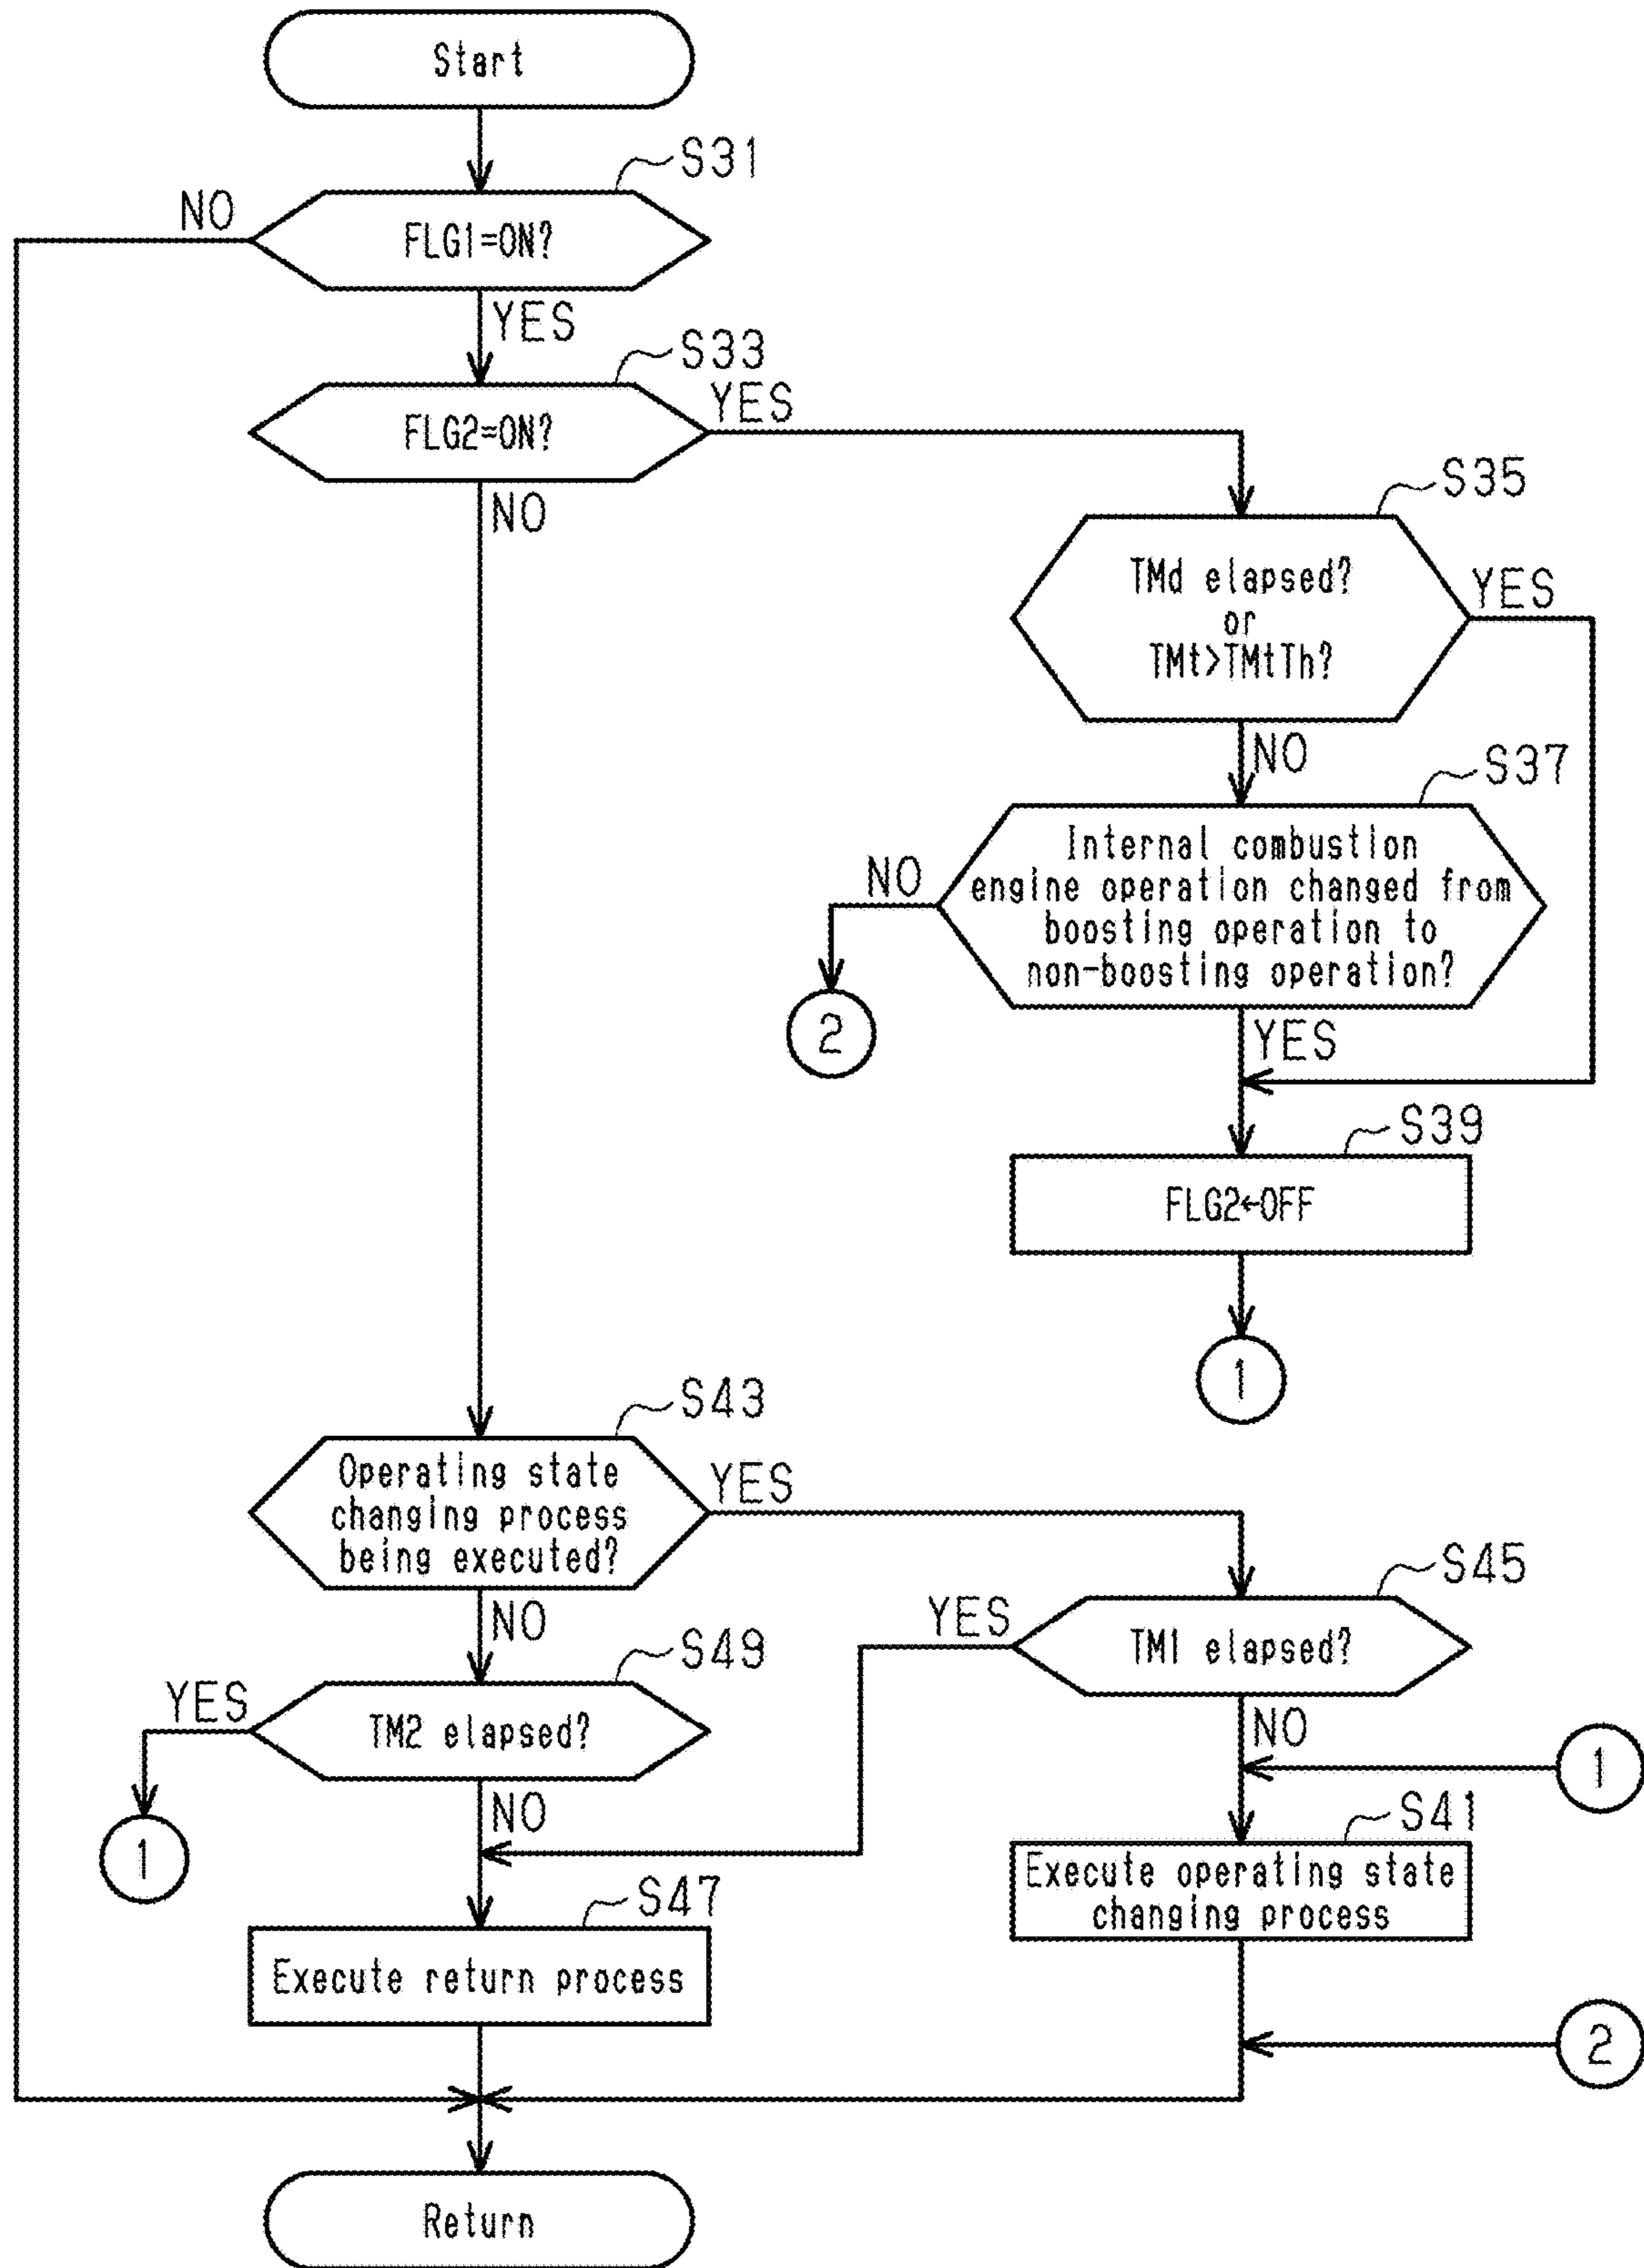 Start
S31
NO
FLG1=ON?
YES
S33
YES
FLG2=ON?
NO
S35
TMd elapsed?
or
TMt>TMtTh?
YES
NO
S37
Internal combustion
engine operation changed from
boosting operation to
non-boosting operation?
NO
2
YES
S39
FLG2←OFF
1
S43
Operating state
changing process
being executed?
YES
NO
S45
YES
TM1 elapsed?
NO
S49
YES
TM2 elapsed?
NO
1
1
S41
Execute operating state
changing process
S47
Execute return process
2
Return